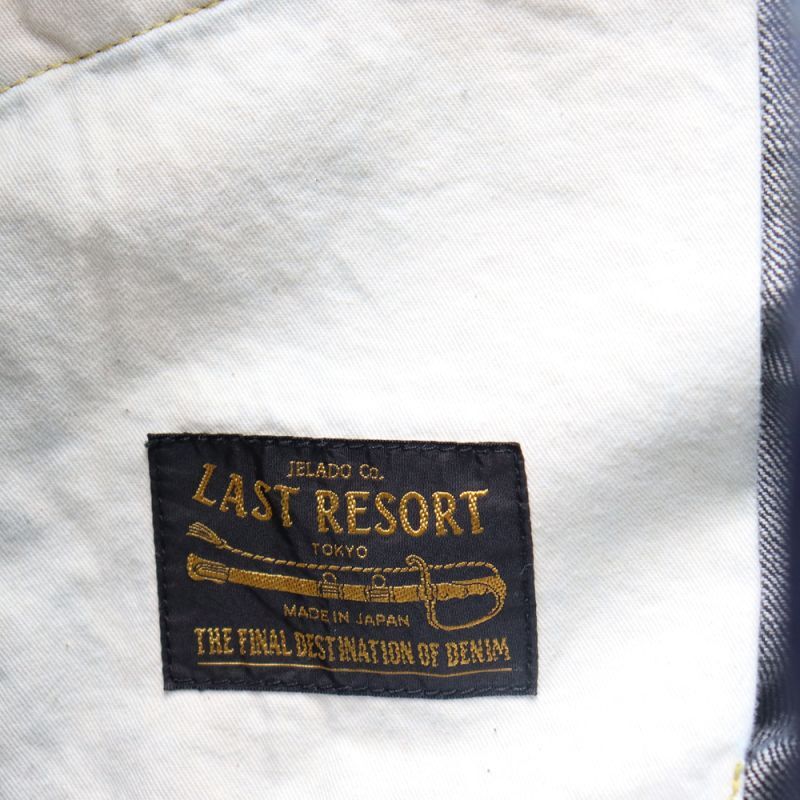 JELADO Co.
LAST RESORT
TOKYO
MADE IN JAPAN
THE FINAL DESTINATION OF DENIM